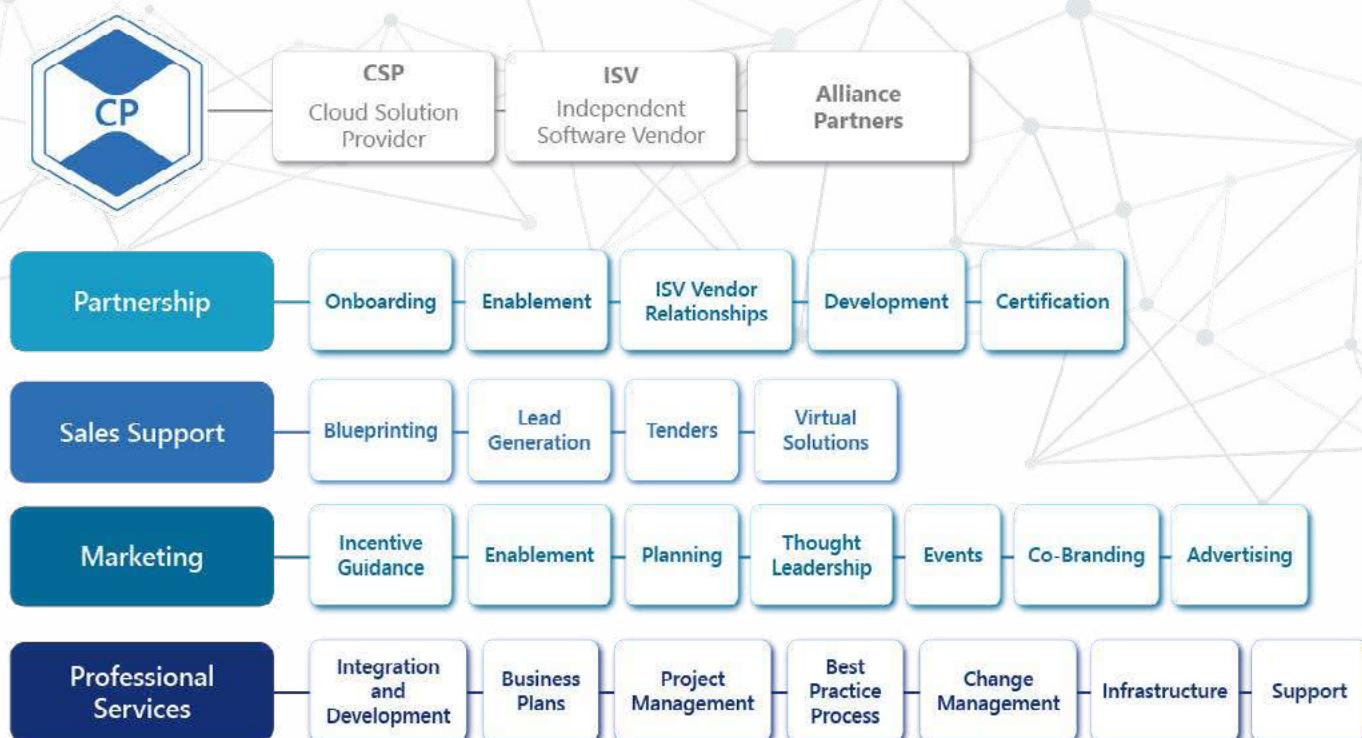 CP
CSP
Cloud Solution
Provider
ISV
Independent
Software Vendor
Alliance
Partners
Partnership
Onboarding
Enablement
ISV Vendor
Relationships
Development
Certification
Sales Support
Blueprinting
Lead
Generation
Tenders
Virtual
Solutions
Marketing
Incentive
Guidance
Enablement
Planning
Thought
Leadership
Events
Co-Branding
Advertising
Professional
Services
Integration
and
Development
Business
Plans
Project
Management
Best
Practice
Process
Change
Management
Infrastructure
Support